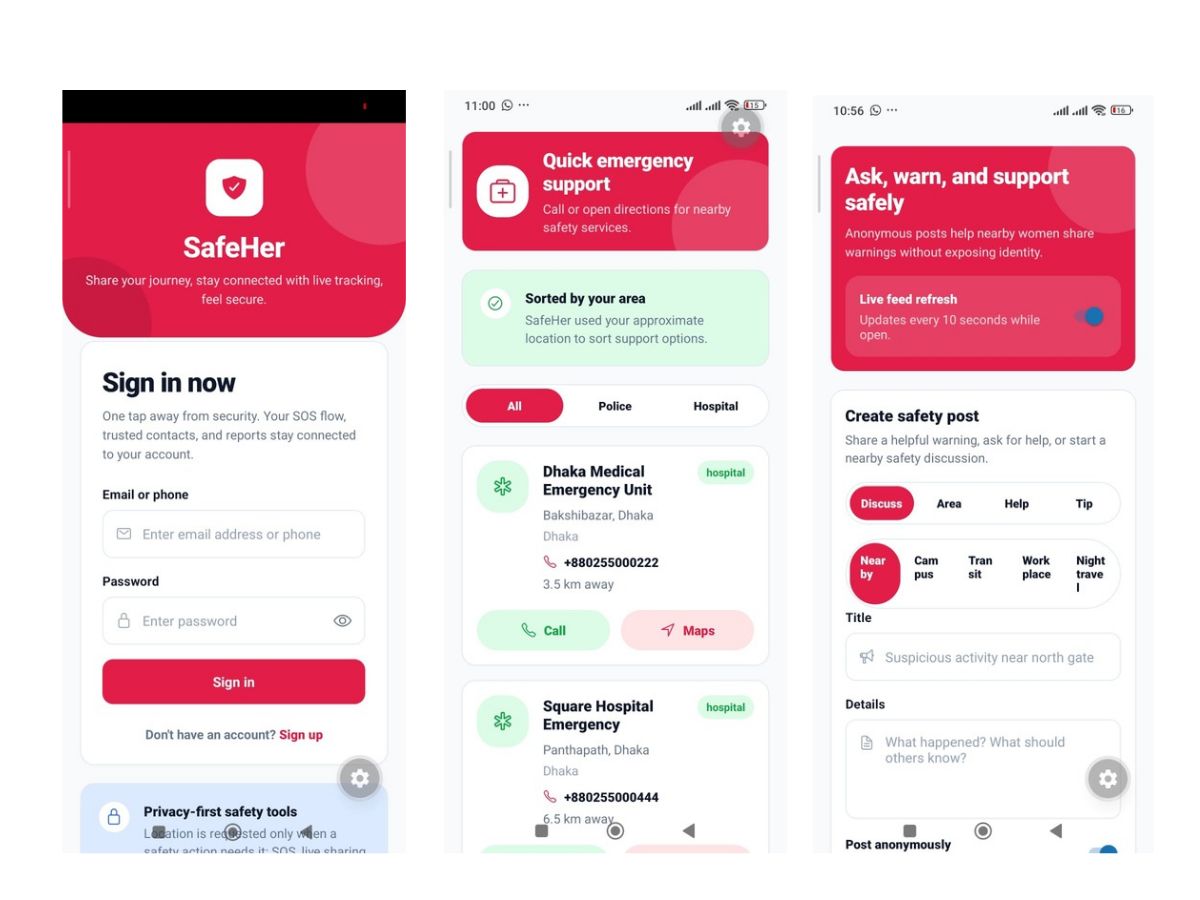 SafeHer
Share your journey, stay connected with live tracking,
feel secure.
Sign in now
One tap away from security. Your SOS flow,
trusted contacts, and reports stay connected
to your account.
Email or phone
Enter email address or phone
Password
Enter password
Sign in
Don't have an account? Sign up
Privacy-first safety tools
Location is requested only when a
safety action needs it: SOS, live sharing
11:00
15
Quick emergency
support
Call or open directions for nearby
safety services.
Sorted by your area
SafeHer used your approximate
location to sort support options.
All Police Hospital
Dhaka Medical
Emergency Unit
hospital
Bakshibazar, Dhaka
Dhaka
+880255000222
3.5 km away
Call Maps
Square Hospital
Emergency
hospital
Panthapath, Dhaka
Dhaka
+880255000444
6.5 km away
10:56
16
Ask, warn, and support
safely
Anonymous posts help nearby women share
warnings without exposing identity.
Live feed refresh
Updates every 10 seconds while
open.
Create safety post
Share a helpful warning, ask for help, or start a
nearby safety discussion.
Discuss Area Help Tip
Near Cam Tran Work Night
by pus sit place trave
l
Title
Suspicious activity near north gate
Details
What happened? What should
others know?
Post anonymously